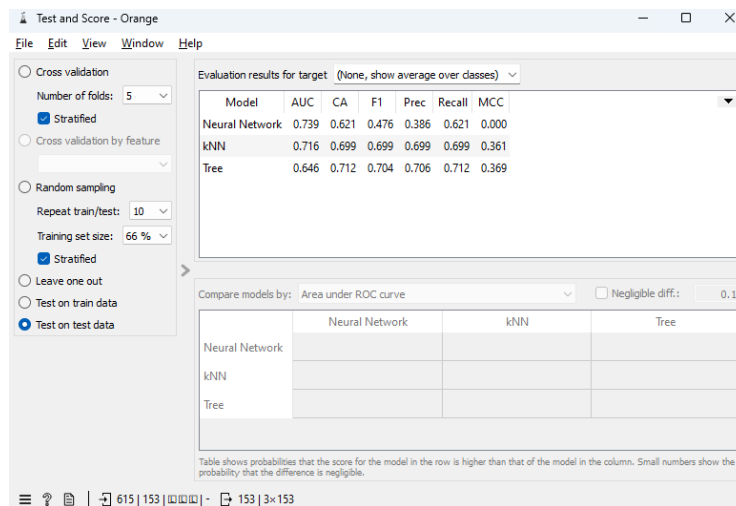 Test and Score - Orange
File Edit View Window Help
Cross validation
Number of folds: 5
Stratified
Cross validation by feature
Random sampling
Repeat train/test: 10
Training set size: 66 %
Stratified
Leave one out
Test on train data
Test on test data
Evaluation results for target (None, show average over classes)
Model AUC CA F1 Prec Recall MCC
Neural Network 0.739 0.621 0.476 0.386 0.621 0.000
kNN 0.716 0.699 0.699 0.699 0.699 0.361
Tree 0.646 0.712 0.704 0.706 0.712 0.369
Compare models by: Area under ROC curve Negligible diff.: 0.1
Neural Network kNN Tree
Neural Network
kNN
Tree
Table shows probabilities that the score for the model in the row is higher than that of the model in the column. Small numbers show the
probability that the difference is negligible.
615 | 153 | - 153 | 3×153